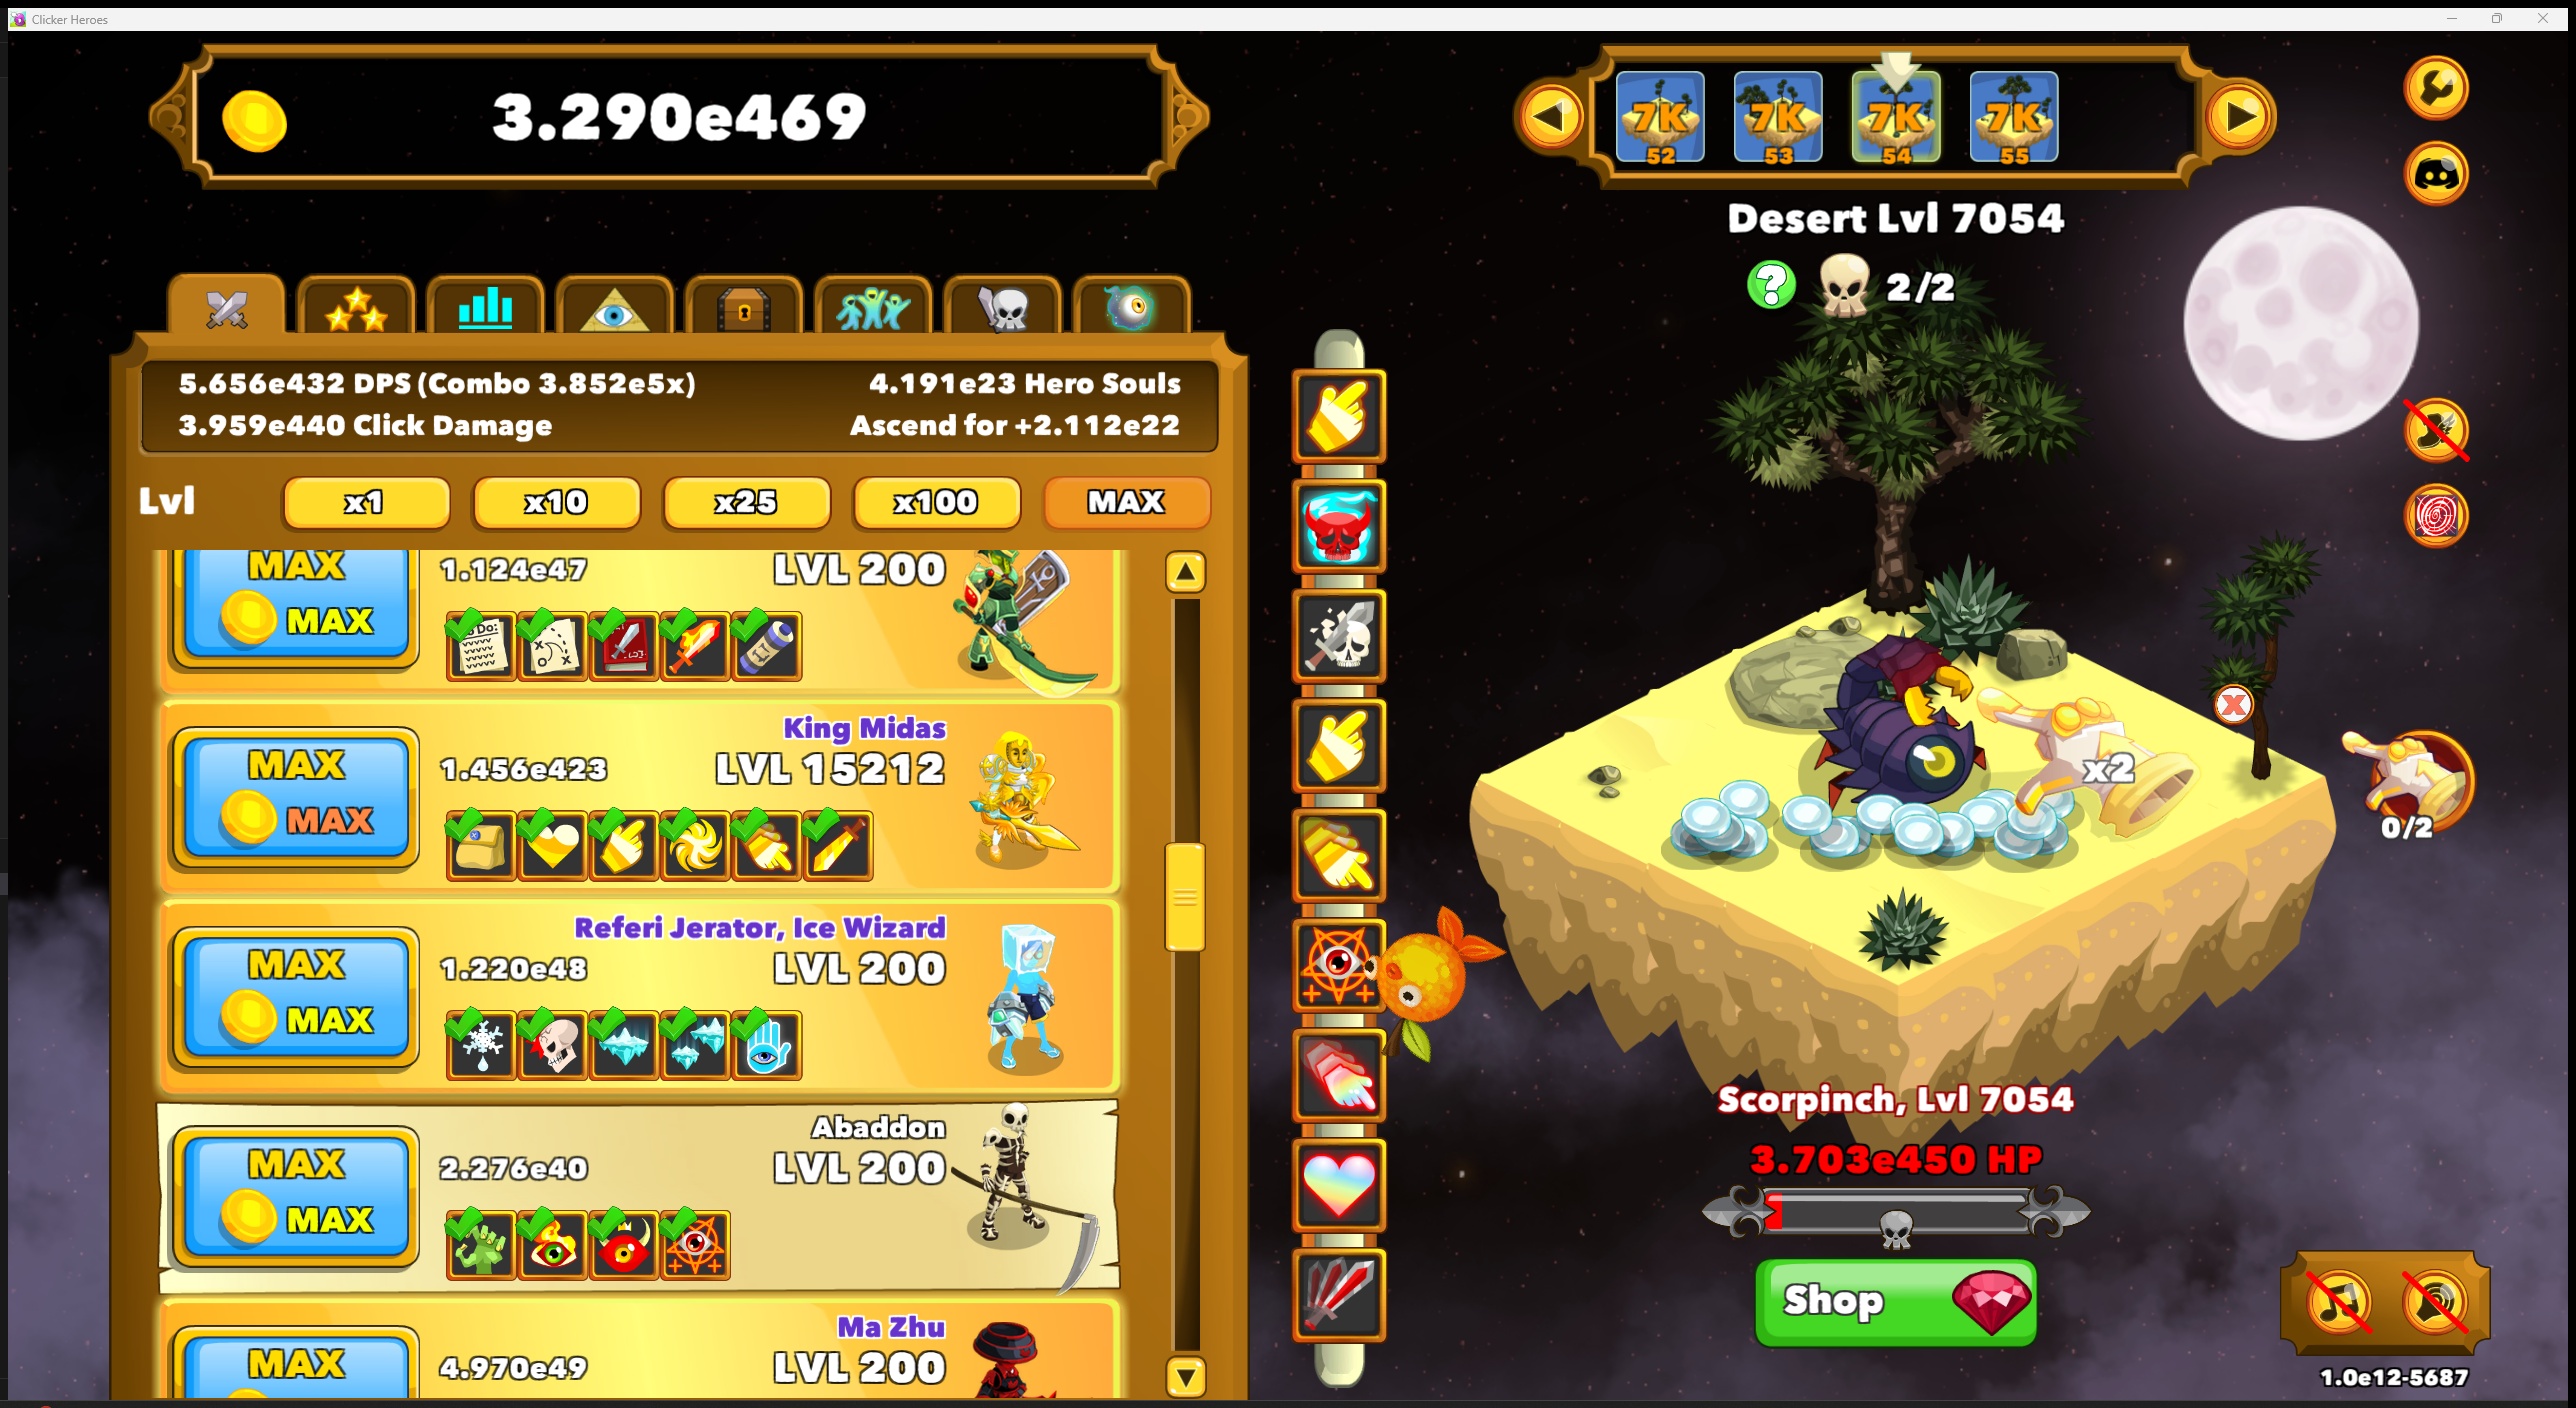 Clicker Heroes
3.290e469
7K
52
7K
53
7K
54
7K
55
Desert Lvl 7054
2/2
5.656e432 DPS (Combo 3.852e5x)
4.191e23 Hero Souls
3.959e440 Click Damage
Ascend for +2.112e22
Lvl
x1
x10
x25
x100
MAX
MAX
MAX
1.124e47
LVL 200
Do:
King Midas
MAX
MAX
1.456e423
LVL 15212
Referi Jerator, Ice Wizard
MAX
MAX
1.220e48
LVL 200
Abaddon
MAX
MAX
2.276e40
LVL 200
Ma Zhu
MAX
4.970e49
LVL 200
x2
0/2
Scorpinch, Lvl 7054
3.703e450 HP
Shop
1.0e12-5687